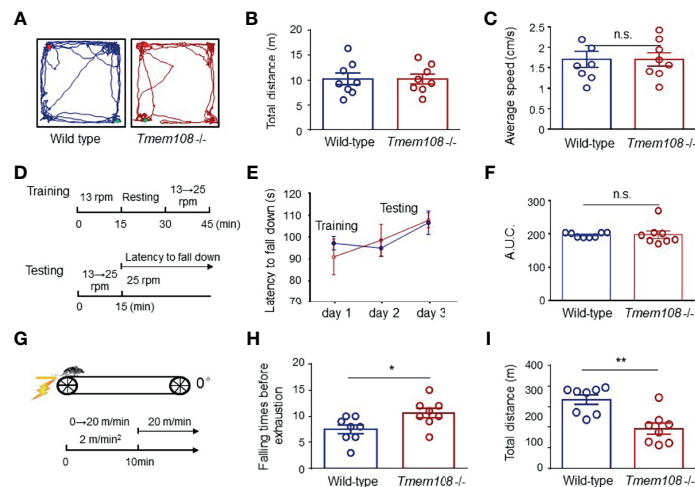 A
Wild type
Tmem108 -/-
B
Total distance (m)
20
15
10
5
0
Wild-type
Tmem108 -/-
C
Average speed (cm/s)
2.5
2
1.5
1
0.5
0
n.s.
Wild-type
Tmem108 -/-
D
Training
13 rpm
Resting
13→25
rpm
0
15
30
45 (min)
Testing
Latency to fall down
13→25
rpm
25 rpm
0
15 (min)
E
Latency to fall down (s)
120
110
100
90
80
70
Training
Testing
day 1
day 2
day 3
F
A.U.C.
300
200
100
0
n.s.
Wild-type
Tmem108 -/-
G
0°
0→20 m/min
20 m/min
2 m/min²
0
10min
H
Falling times before
exhaustion
20
15
10
5
0
*
Wild-type
Tmem108 -/-
I
Total distance (m)
400
300
200
300
100
0
**
Wild-type
Tmem108 -/-